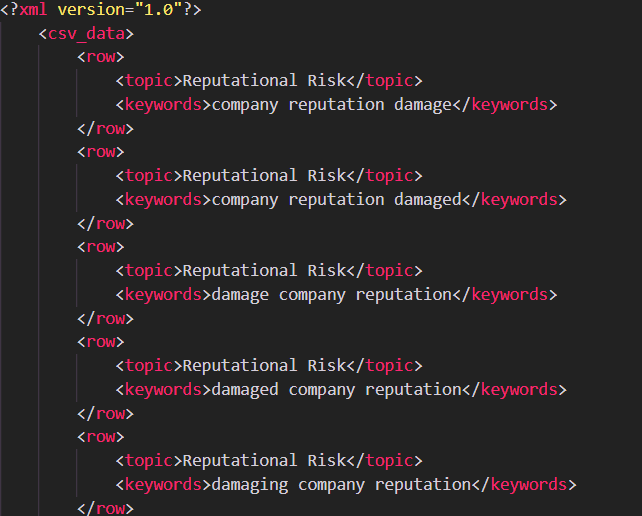 <?xml version="1.0"?>
<csv_data>
<row>
<topic>Reputational Risk</topic>
<keywords>company reputation damage</keywords>
</row>
<row>
<topic>Reputational Risk</topic>
<keywords>company reputation damaged</keywords>
</row>
<row>
<topic>Reputational Risk</topic>
<keywords>damage company reputation</keywords>
</row>
<row>
<topic>Reputational Risk</topic>
<keywords>damaged company reputation</keywords>
</row>
<row>
<topic>Reputational Risk</topic>
<keywords>damaging company reputation</keywords>
</row>